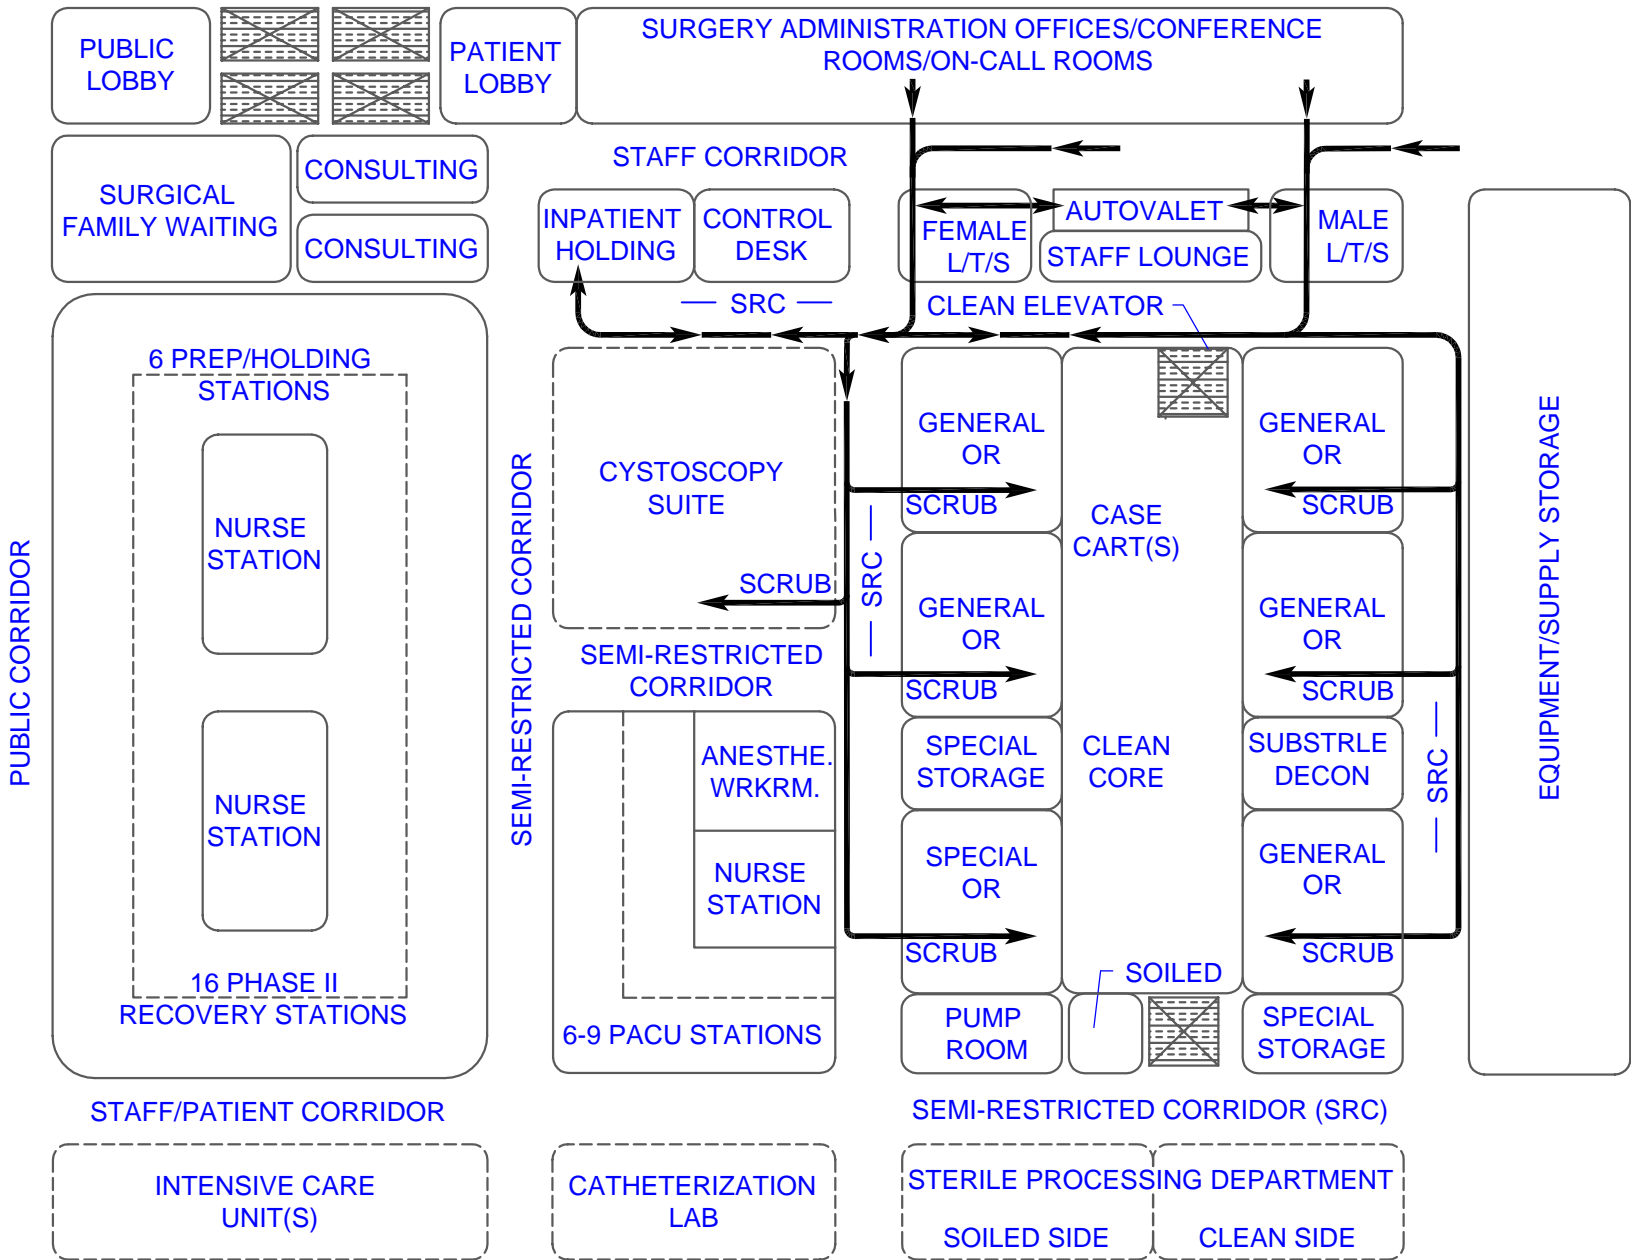 PUBLIC
LOBBY
PATIENT
LOBBY
SURGERY ADMINISTRATION OFFICES/CONFERENCE
ROOMS/ON-CALL ROOMS
SURGICAL
FAMILY WAITING
CONSULTING
CONSULTING
STAFF CORRIDOR
INPATIENT
HOLDING
CONTROL
DESK
FEMALE
L/T/S
AUTOVALET
STAFF LOUNGE
MALE
L/T/S
SRC
CLEAN ELEVATOR
6 PREP/HOLDING
STATIONS
NURSE
STATION
NURSE
STATION
16 PHASE II
RECOVERY STATIONS
PUBLIC CORRIDOR
SEMI-RESTRICTED CORRIDOR
CYSTOSCOPY
SUITE
SCRUB
SEMI-RESTRICTED
CORRIDOR
ANESTHE.
WRKRM.
NURSE
STATION
6-9 PACU STATIONS
SRC
GENERAL
OR
SCRUB
GENERAL
OR
SCRUB
SPECIAL
STORAGE
SPECIAL
OR
SCRUB
PUMP
ROOM
CASE
CART(S)
CLEAN
CORE
SOILED
GENERAL
OR
SCRUB
GENERAL
OR
SCRUB
SUBSTRLE
DECON
GENERAL
OR
SCRUB
SPECIAL
STORAGE
SRC
EQUIPMENT/SUPPLY STORAGE
STAFF/PATIENT CORRIDOR
SEMI-RESTRICTED CORRIDOR (SRC)
INTENSIVE CARE
UNIT(S)
CATHETERIZATION
LAB
STERILE PROCESSING DEPARTMENT
SOILED SIDE
CLEAN SIDE